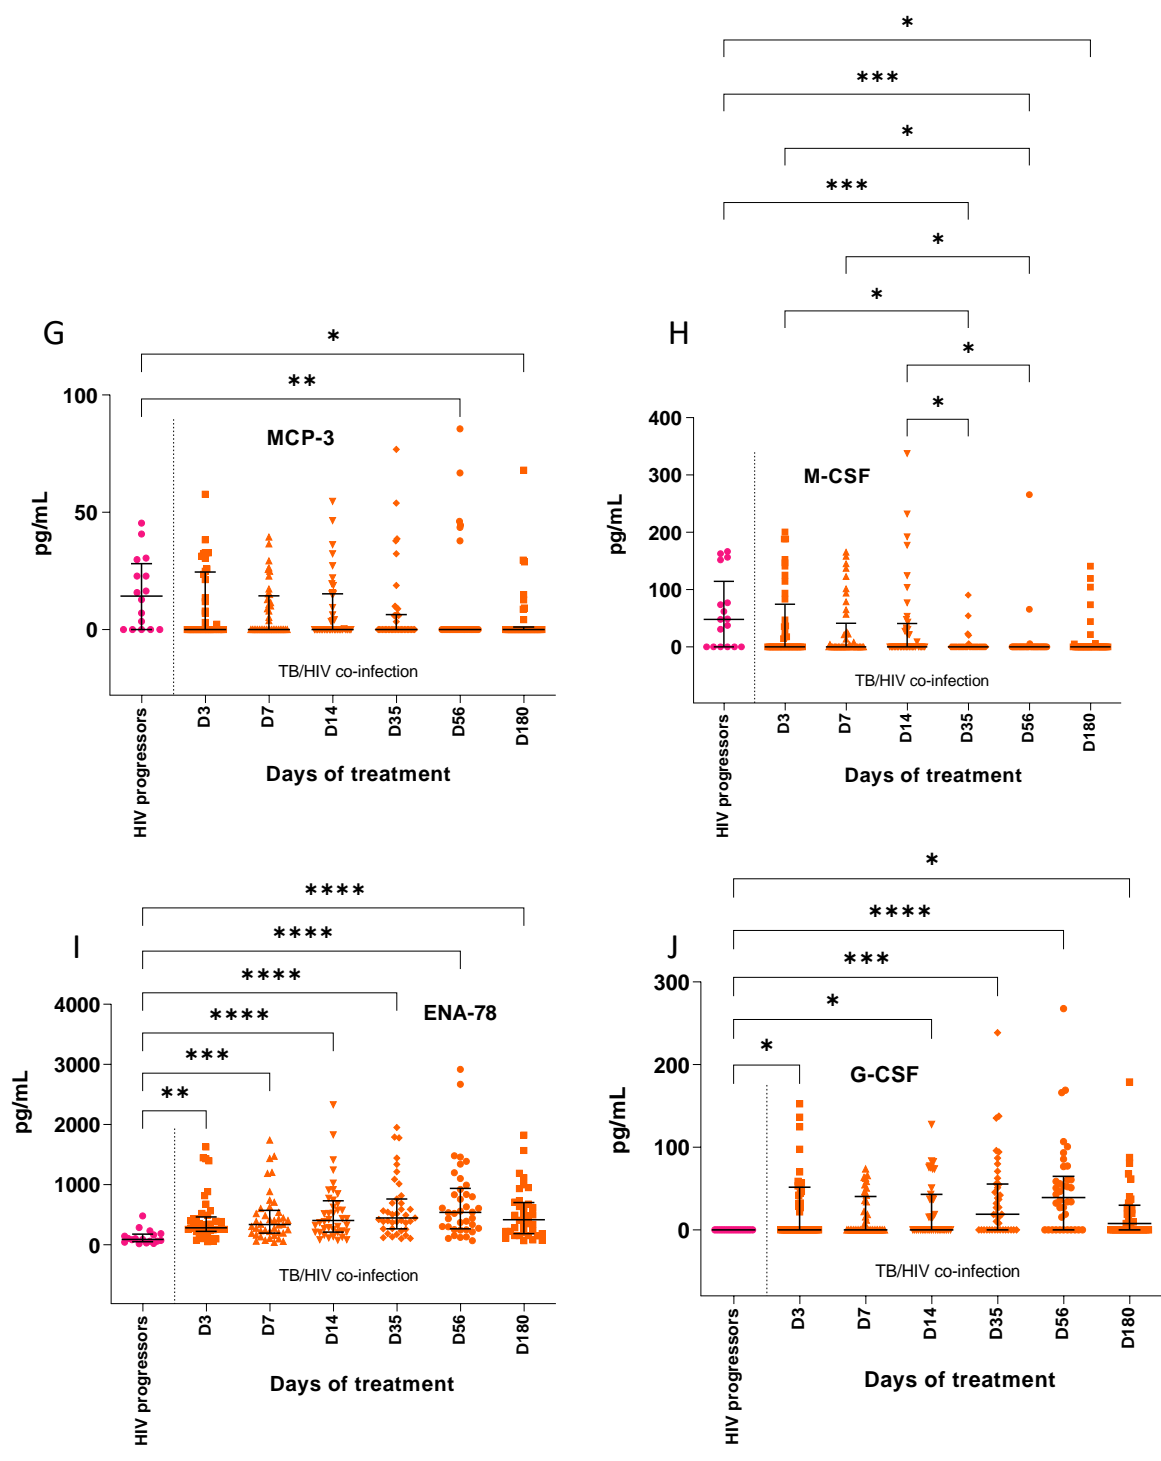 G
*
**
MCP-3
100
50
0
pg/mL
TB/HIV co-infection
HIV progressors
D3
D7
D14
D35
D56
D180
Days of treatment
H
*
***
*
***
*
*
*
*
M-CSF
400
300
200
100
0
pg/mL
TB/HIV co-infection
HIV progressors
D3
D7
D14
D35
D56
D180
Days of treatment
I
****
****
****
****
***
**
ENA-78
4000
3000
2000
1000
0
pg/mL
TB/HIV co-infection
HIV progressors
D3
D7
D14
D35
D56
D180
Days of treatment
J
*
****
***
*
*
G-CSF
300
200
100
0
pg/mL
TB/HIV co-infection
HIV progressors
D3
D7
D14
D35
D56
D180
Days of treatment